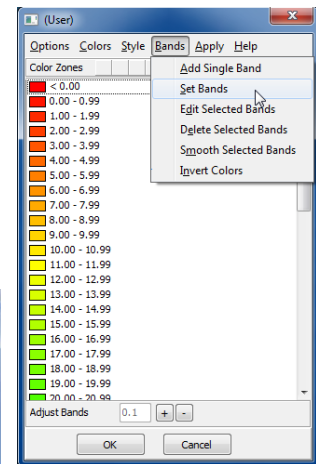 (User)
Options Colors Style Bands Apply Help
Color Zones
Add Single Band
Set Bands
Edit Selected Bands
Delete Selected Bands
Smooth Selected Bands
Invert Colors
< 0.00
0.00 - 0.99
1.00 - 1.99
2.00 - 2.99
3.00 - 3.99
4.00 - 4.99
5.00 - 5.99
6.00 - 6.99
7.00 - 7.99
8.00 - 8.99
9.00 - 9.99
10.00 - 10.99
11.00 - 11.99
12.00 - 12.99
13.00 - 13.99
14.00 - 14.99
15.00 - 15.99
16.00 - 16.99
17.00 - 17.99
18.00 - 18.99
19.00 - 19.99
20.00 - 20.99
Adjust Bands 0.1 + -
OK Cancel